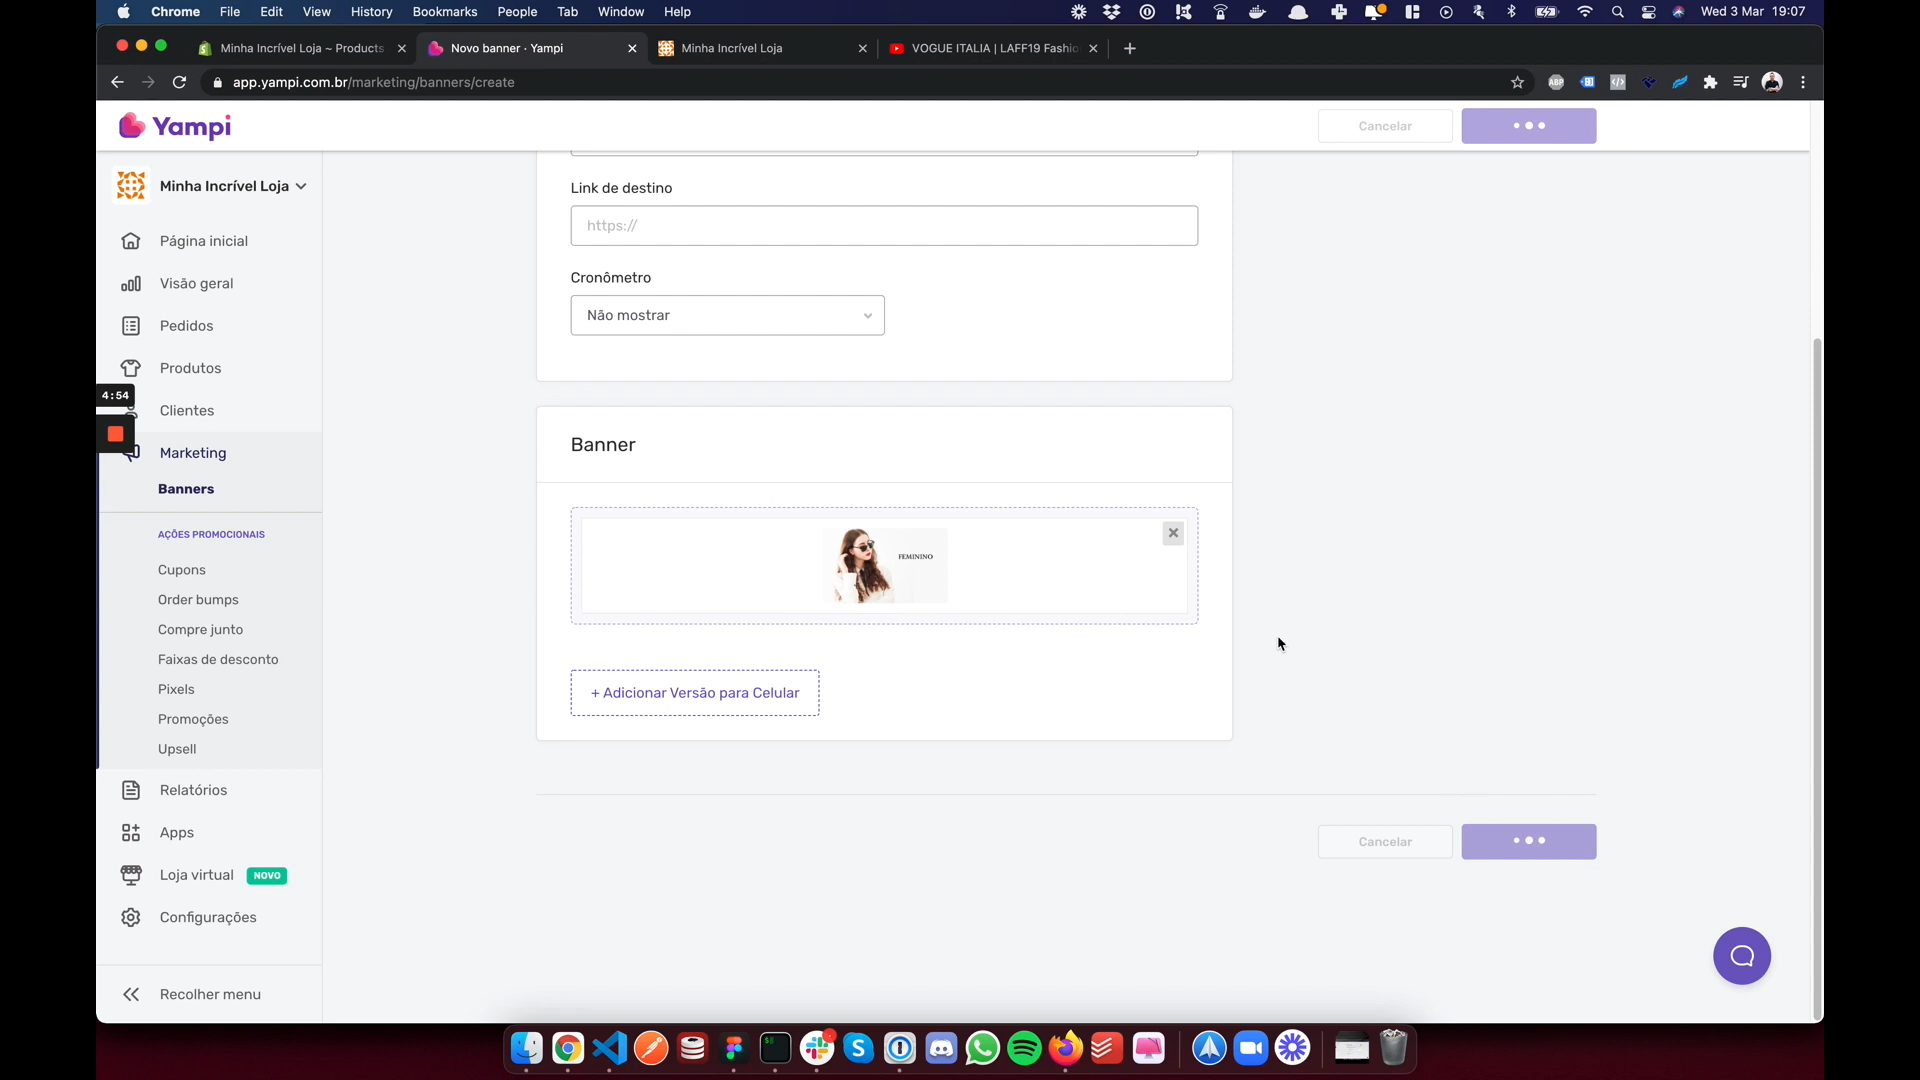 Chrome File Edit View History Bookmarks People Tab Window Help
Wed 3 Mar 19:07
Minha Incrível Loja ~ Products
Novo banner · Yampi
Minha Incrível Loja
VOGUE ITALIA | LAFF19 Fashio
app.yampi.com.br/marketing/banners/create
ABP
Yampi
Cancelar
Minha Incrível Loja
Página inicial
Visão geral
Pedidos
Produtos
4:54
Clientes
Marketing
Banners
AÇÕES PROMOCIONAIS
Cupons
Order bumps
Compre junto
Faixas de desconto
Pixels
Promoções
Upsell
Relatórios
Apps
Loja virtual NOVO
Configurações
Recolher menu
Link de destino
https://
Cronômetro
Não mostrar
Banner
FEMININO
+ Adicionar Versão para Celular
Cancelar